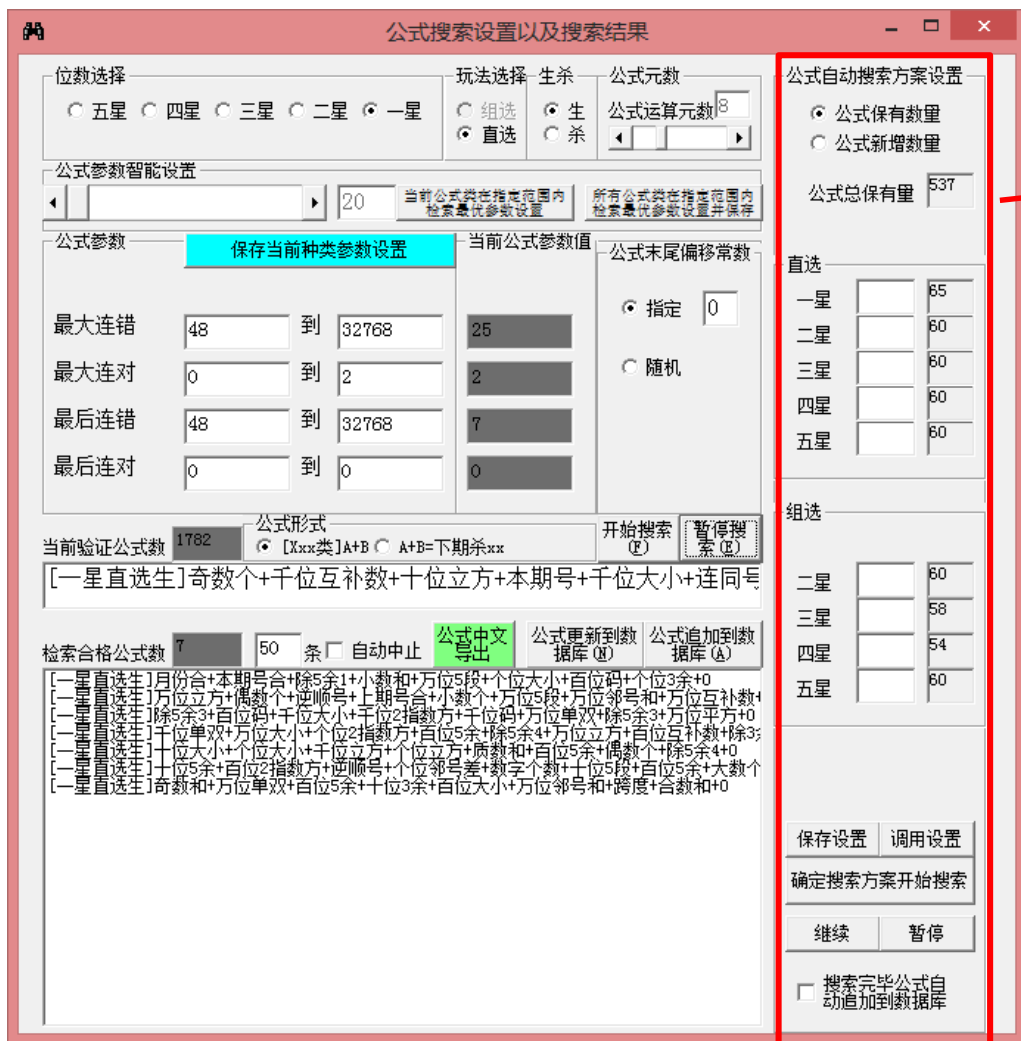 公式搜索设置以及搜索结果
位数选择
五星 四星 三星 二星 一星
玩法选择
组选
直选
生杀
生
杀
公式元数
公式运算元数 8
公式参数智能设置
20
当前公式类在指定范围内
检索最优参数设置
所有公式类在指定范围内
检索最优参数设置并保存
公式参数
保存当前种类参数设置
当前公式参数值
最大连错 48 到 32768 25
最大连对 0 到 2 2
最后连错 48 到 32768 7
最后连对 0 到 0 0
公式末尾偏移常数
指定 0
随机
当前验证公式数 1782
公式形式
[Xxx类]A+B A+B=下期杀xx
开始搜索
(F)
暂停搜
索(E)
[一星直选生]奇数个+千位互补数+十位立方+本期号+千位大小+连同号
检索合格公式数 7 50 条 自动中止
公式中文
导出
公式更新到数
据库(N)
公式追加到数
据库(A)
[一星直选生]月份合+本期号合+除5余1+小数和+万位5段+个位大小+百位码+个位3余+0
[一星直选生]万位立方+偶数个+逆顺号+上期号合+小数个+万位5段+万位邻号和+万位互补数+
[一星直选生]除5余3+百位码+千位大小+千位2指数方+千位码+万位单双+除5余3+万位平方+0
[一星直选生]千位单双+万位大小+个位2指数方+百位5余+除5余4+万位立方+百位互补数+除3余
[一星直选生]十位大小+个位大小+千位立方+个位立方+质数和+百位5余+偶数个+除5余4+0
[一星直选生]十位5余+百位2指数方+逆顺号+个位邻号差+数字个数+十位5段+百位5余+大数个
[一星直选生]奇数和+万位单双+百位5余+十位3余+百位大小+万位邻号和+跨度+合数和+0
公式自动搜索方案设置
公式保有数量
公式新增数量
公式总保有量 537
直选
一星 65
二星 60
三星 60
四星 60
五星 60
组选
二星 60
三星 58
四星 54
五星 60
保存设置 调用设置
确定搜索方案开始搜索
继续 暂停
搜索完毕公式自
动追加到数据库